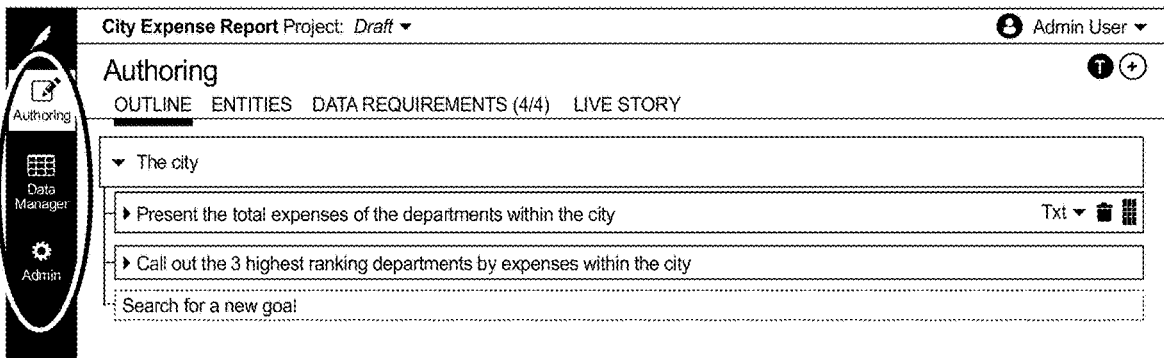 City Expense Report Project: Draft
Admin User
Authoring
T +
OUTLINE ENTITIES DATA REQUIREMENTS (4/4) LIVE STORY
Authoring
Data
Manager
Admin
The city
Present the total expenses of the departments within the city Txt
Call out the 3 highest ranking departments by expenses within the city
Search for a new goal